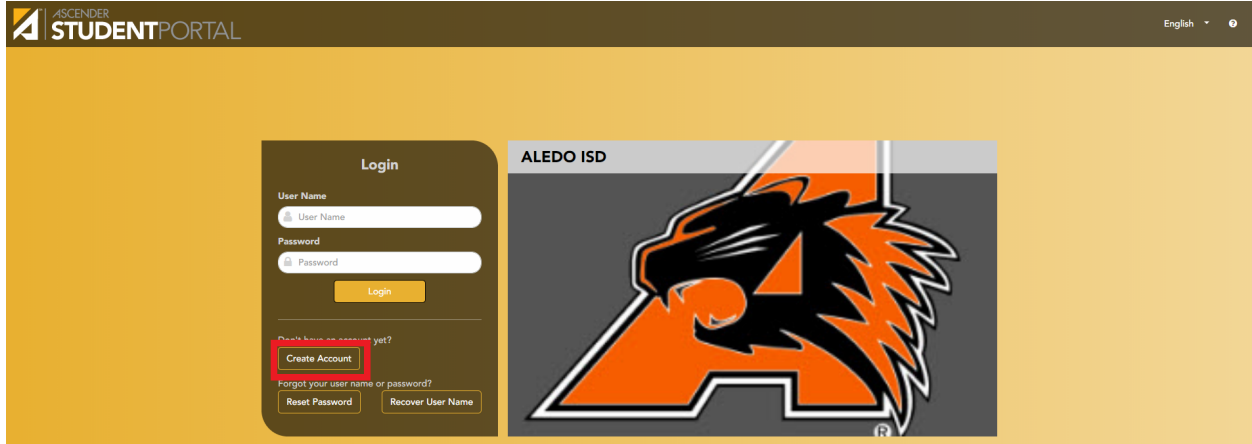 ASCENDER
STUDENTPORTAL
English
ALEDO ISD
Login
User Name
User Name
Password
Password
Login
Don't have an account yet?
Create Account
Forgot your user name or password?
Reset Password
Recover User Name
®